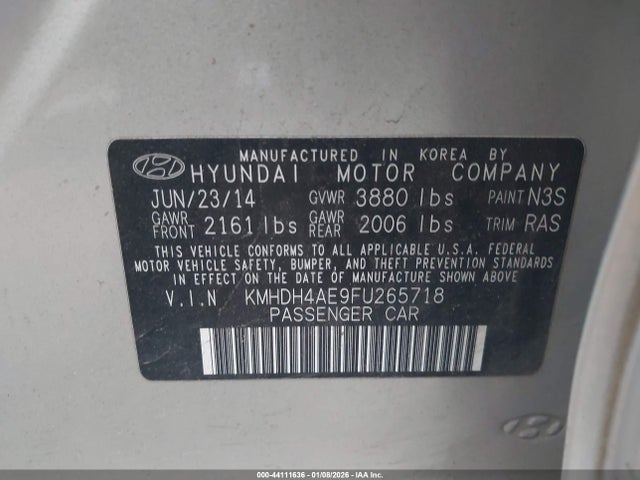 MANUFACTURED IN KOREA BY
HYUNDAI MOTOR COMPANY
JUN/23/14 GVWR 3880 lbs PAINT N3S
GAWR FRONT 2161 lbs GAWR REAR 2006 lbs TRIM RAS
THIS VEHICLE CONFORMS TO ALL APPLICABLE U.S.A. FEDERAL
MOTOR VEHICLE SAFETY, BUMPER, AND THEFT PREVENTION STANDARDS
IN EFFECT ON THE DATE OF MANUFACTURE SHOWN ABOVE.
V.I.N KMHDH4AE9FU265718
PASSENGER CAR
000-44111636 - 01/08/2026 - IAA Inc.